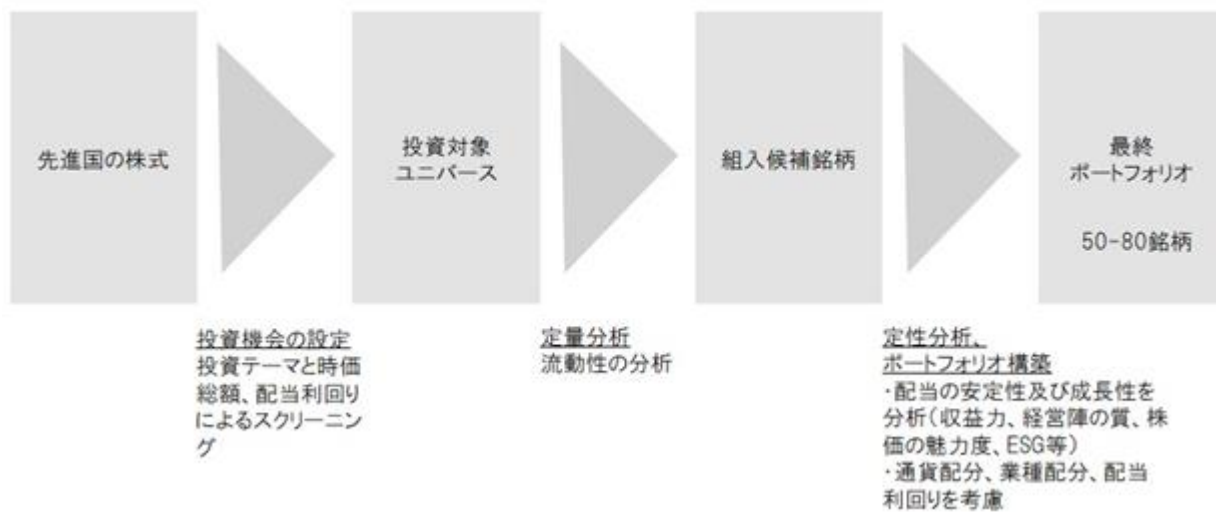 先進国の株式
投資対象
ユニバース
組入候補銘柄
最終
ポートフォリオ
50-80銘柄
投資機会の設定
投資テーマと時価
総額、配当利回り
によるスクリーニン
グ
定量分析
流動性の分析
定性分析、
ポートフォリオ構築
・配当の安定性及び成長性を
分析(収益力、経営陣の質、株
価の魅力度、ESG等)
・通貨配分、業種配分、配当
利回りを考慮